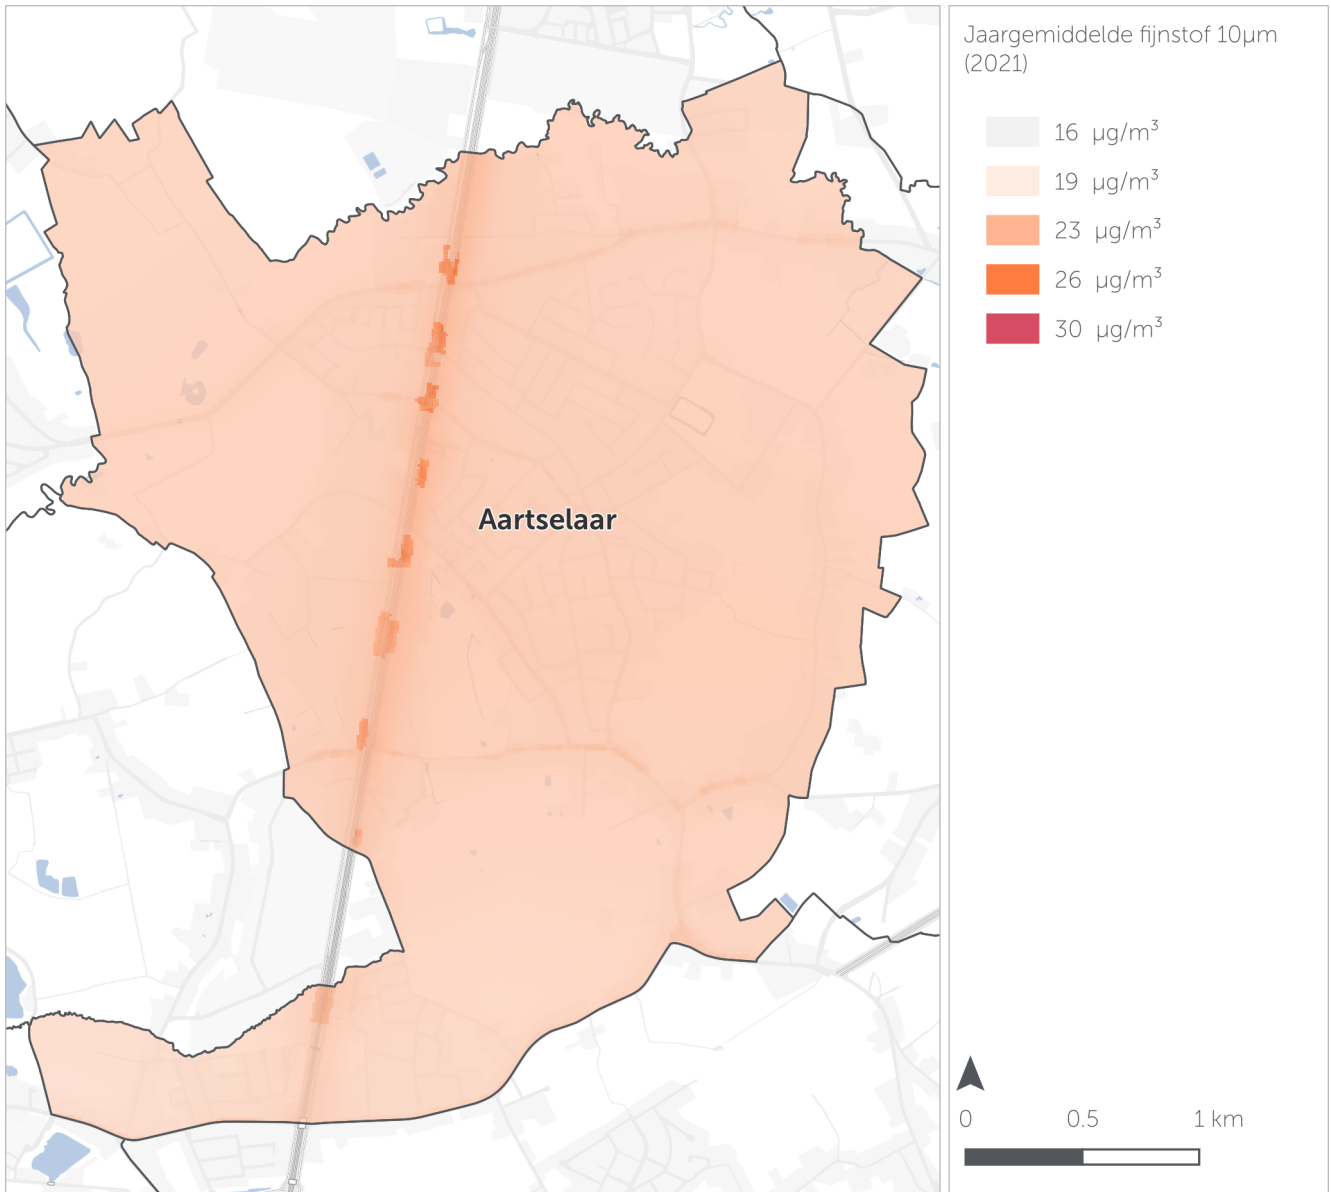 Jaargemiddelde fijnstof 10µm
(2021)
16 µg/m³
19 µg/m³
23 µg/m³
26 µg/m³
30 µg/m³
Aartselaar
0 0.5 1 km